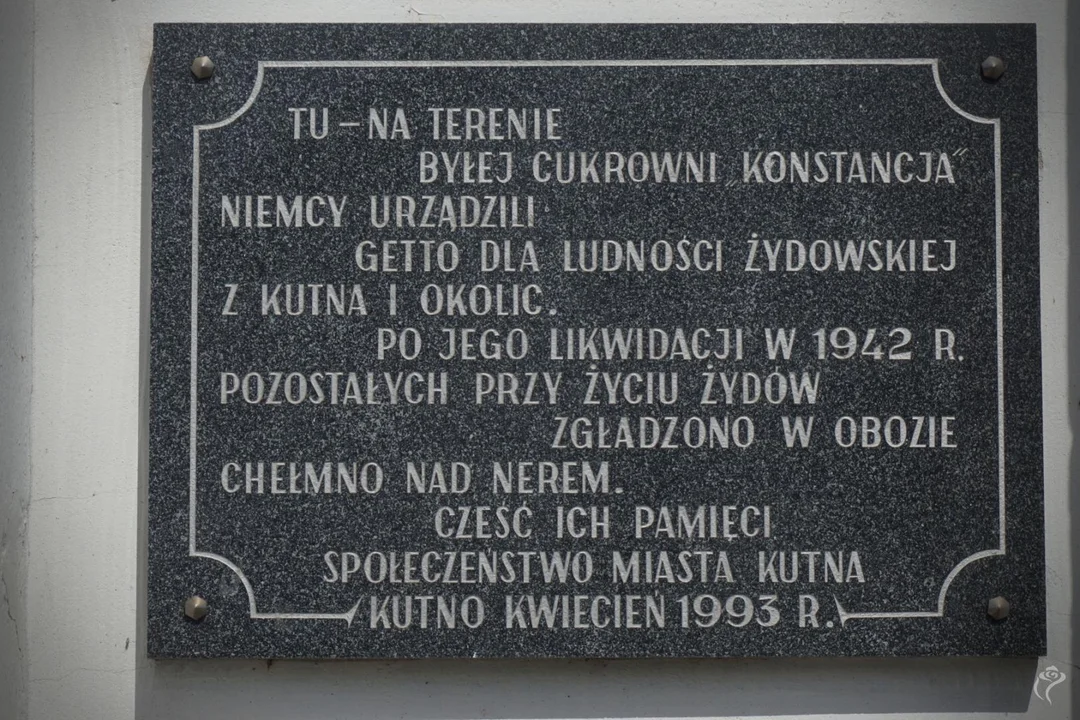 TU – NA TERENIE
BYŁEJ CUKROWNI „KONSTANCJA"
NIEMCY URZĄDZILI
GETTO DLA LUDNOŚCI ŻYDOWSKIEJ
Z KUTNA I OKOLIC.
PO JEGO LIKWIDACJI W 1942 R.
POZOSTAŁYCH PRZY ŻYCIU ŻYDÓW
ZGŁADZONO W OBOZIE
CHEŁMNO NAD NEREM.
CZEŚĆ ICH PAMIĘCI
SPOŁECZEŃSTWO MIASTA KUTNA
KUTNO KWIECIEŃ 1993 R.